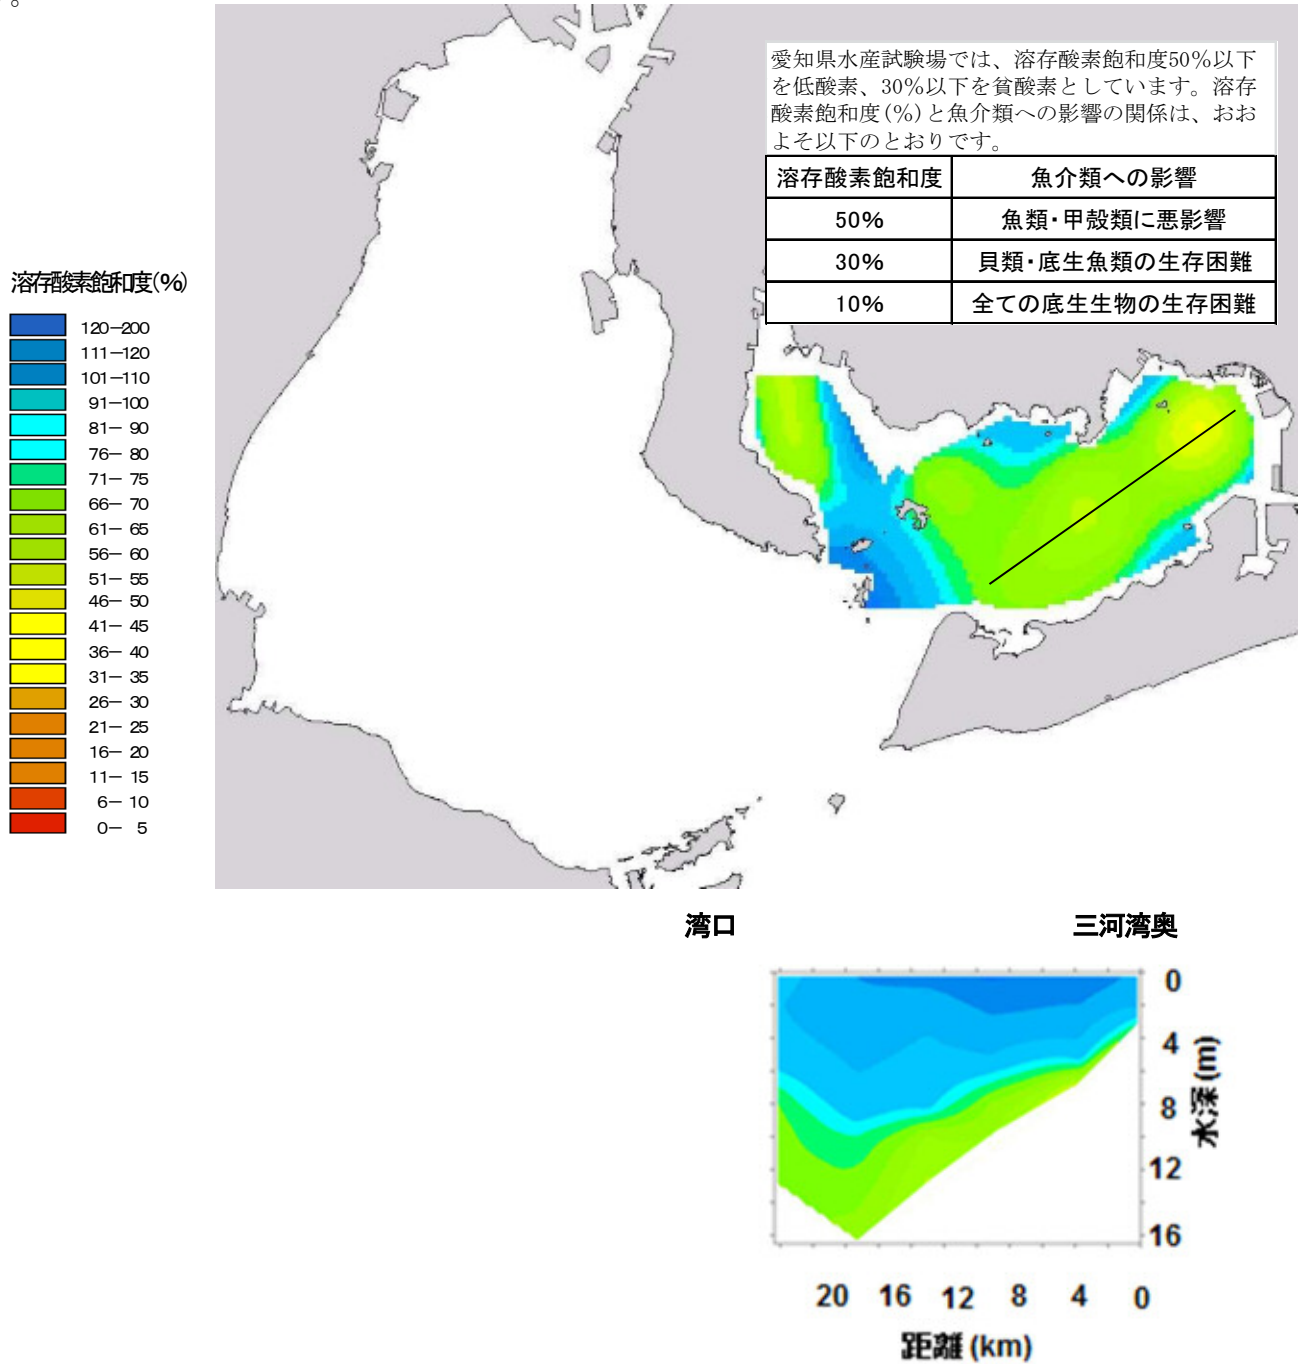 。
愛知県水産試験場では、溶存酸素飽和度50%以下
を低酸素、30%以下を貧酸素としています。溶存
酸素飽和度(%)と魚介類への影響の関係は、おお
よそ以下のとおりです。
溶存酸素飽和度 魚介類への影響
50% 魚類・甲殻類に悪影響
30% 貝類・底生魚類の生存困難
10% 全ての底生生物の生存困難
溶存酸素飽和度(%)
120-200
111-120
101-110
91-100
81- 90
76- 80
71- 75
66- 70
61- 65
56- 60
51- 55
46- 50
41- 45
36- 40
31- 35
26- 30
21- 25
16- 20
11- 15
6- 10
0- 5
湾口 三河湾奥
0
4
8
12
16
水深(m)
20 16 12 8 4 0
距離(km)